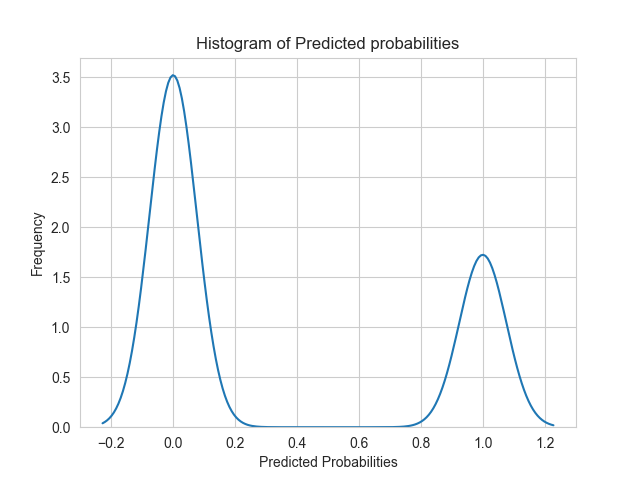 Histogram of Predicted probabilities
Frequency
3.5
3.0
2.5
2.0
1.5
1.0
0.5
0.0
−0.2 0.0 0.2 0.4 0.6 0.8 1.0 1.2
Predicted Probabilities